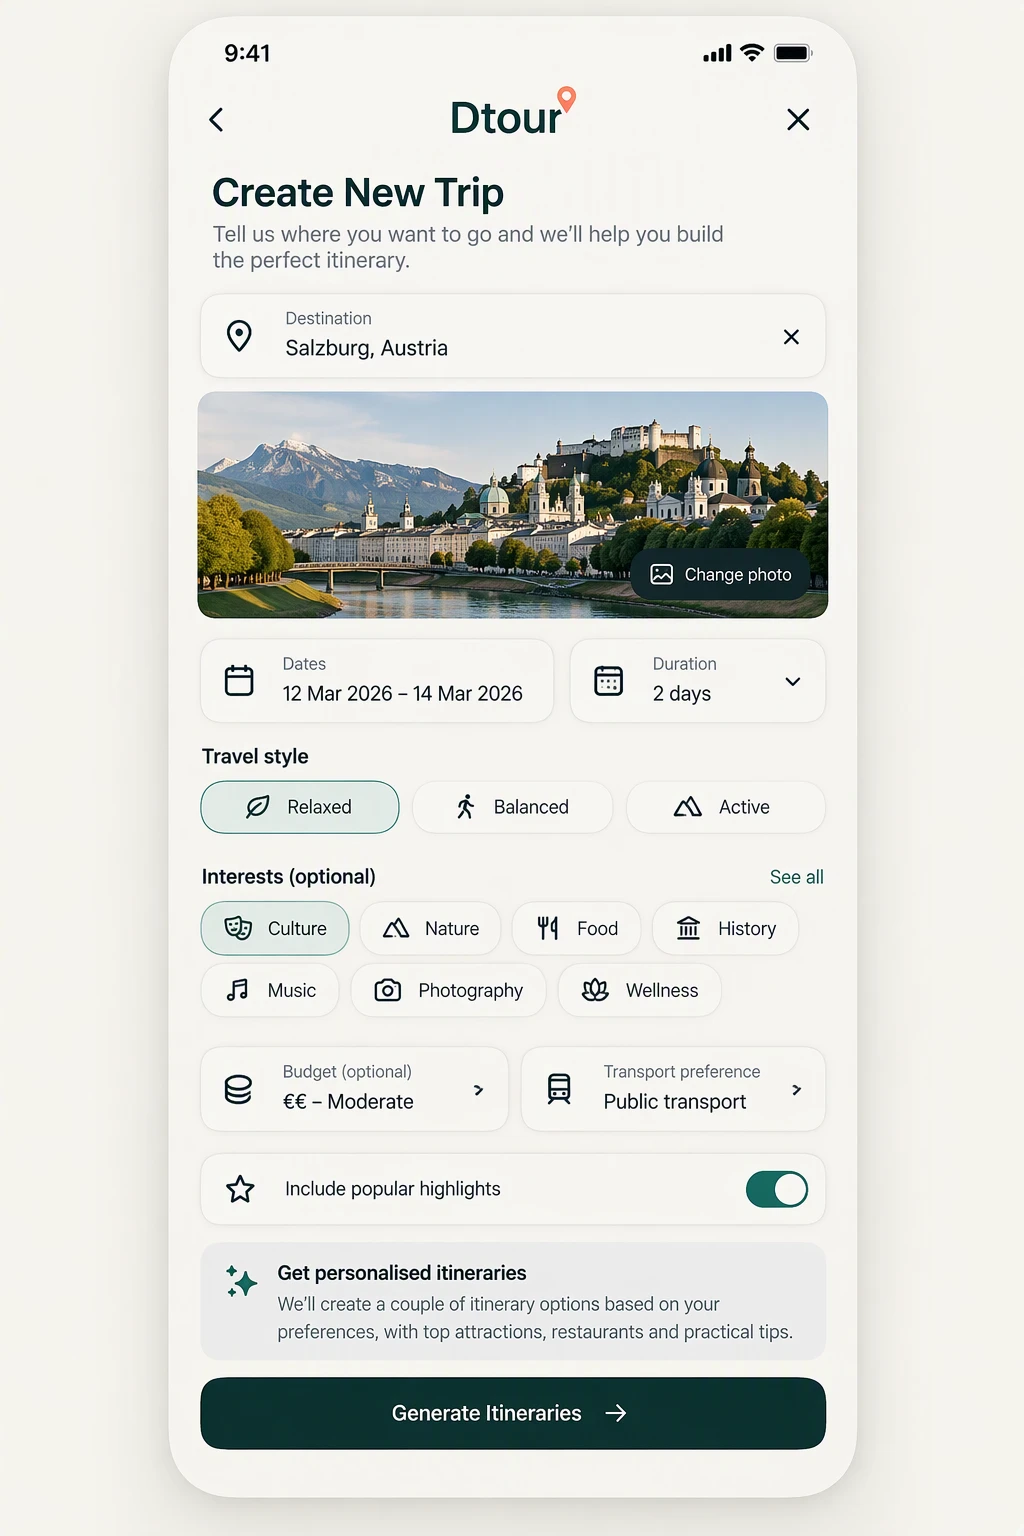 9:41
Dtour
Create New Trip
Tell us where you want to go and we'll help you build
the perfect itinerary.
Destination
Salzburg, Austria
Change photo
Dates
12 Mar 2026 – 14 Mar 2026
Duration
2 days
Travel style
Relaxed
Balanced
Active
Interests (optional)
See all
Culture
Nature
Food
History
Music
Photography
Wellness
Budget (optional)
€€ – Moderate
Transport preference
Public transport
Include popular highlights
Get personalised itineraries
We'll create a couple of itinerary options based on your
preferences, with top attractions, restaurants and practical tips.
Generate Itineraries